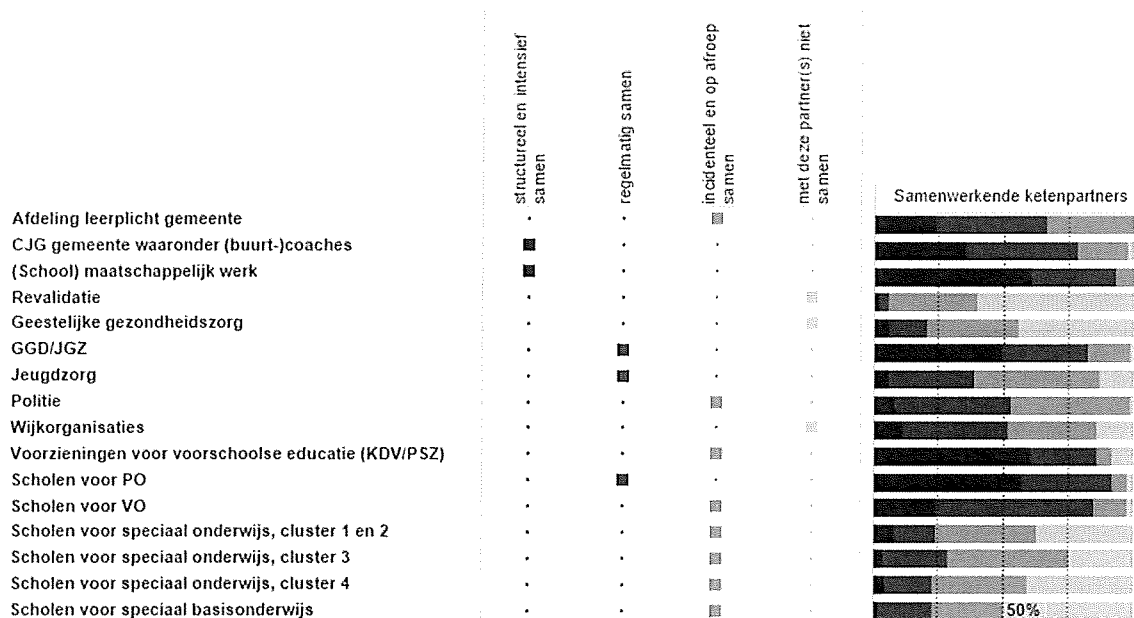 structureel en intensief
samen
regelmatig samen
incidenteel en op afroep
samen
met deze partner(s) niet
samen
Samenwerkende ketenpartners
Afdeling leerplicht gemeente
CJG gemeente waaronder (buurt-)coaches
(School) maatschappelijk werk
Revalidatie
Geestelijke gezondheidszorg
GGD/JGZ
Jeugdzorg
Politie
Wijkorganisaties
Voorzieningen voor voorschoolse educatie (KDV/PSZ)
Scholen voor PO
Scholen voor VO
Scholen voor speciaal onderwijs, cluster 1 en 2
Scholen voor speciaal onderwijs, cluster 3
Scholen voor speciaal onderwijs, cluster 4
Scholen voor speciaal basisonderwijs
50%